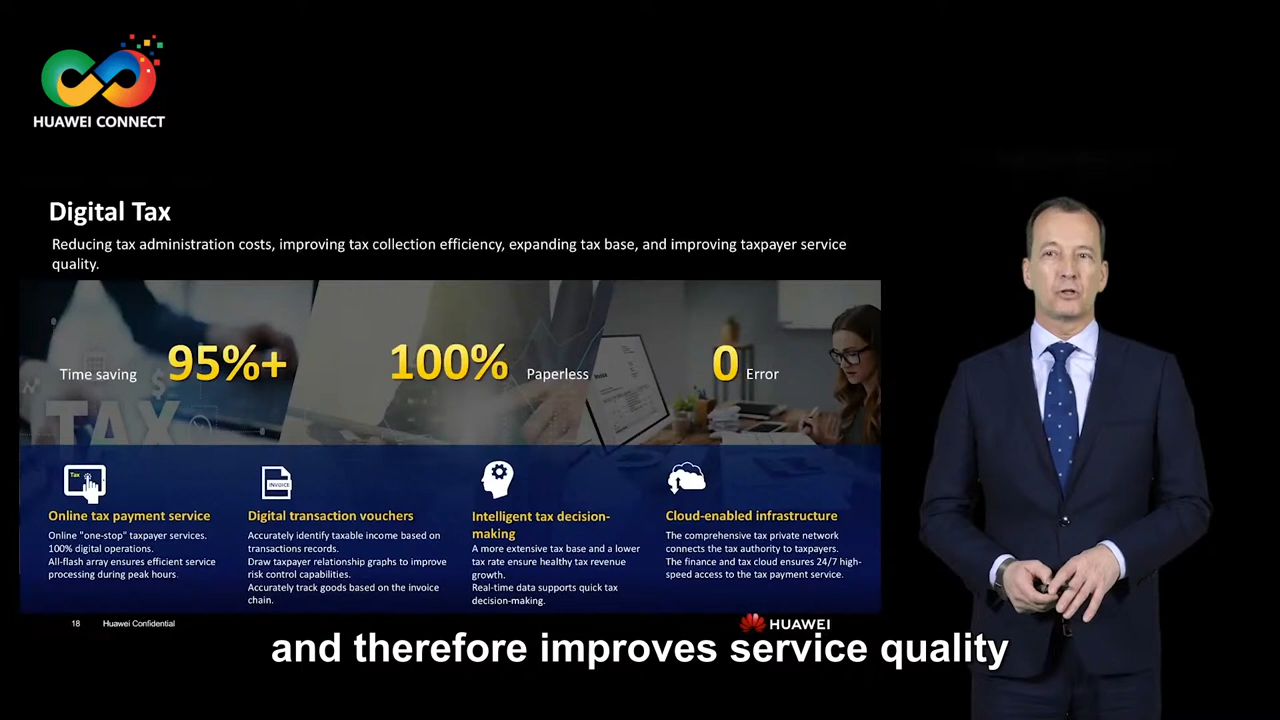 HUAWEI CONNECT
Digital Tax
Reducing tax administration costs, improving tax collection efficiency, expanding tax base, and improving taxpayer service
quality.
Time saving 95%+
100% Paperless
0 Error
TAX
Invoice
Tax
INVOICE
Online tax payment service
Online "one-stop" taxpayer services.
100% digital operations.
All-flash array ensures efficient service
processing during peak hours.
Digital transaction vouchers
Accurately identify taxable income based on
transactions records.
Draw taxpayer relationship graphs to improve
risk control capabilities.
Accurately track goods based on the invoice
chain.
Intelligent tax decision-
making
A more extensive tax base and a lower
tax rate ensure healthy tax revenue
growth.
Real-time data supports quick tax
decision-making.
Cloud-enabled infrastructure
The comprehensive tax private network
connects the tax authority to taxpayers.
The finance and tax cloud ensures 24/7 high-
speed access to the tax payment service.
18 Huawei Confidential
HUAWEI
and therefore improves service quality